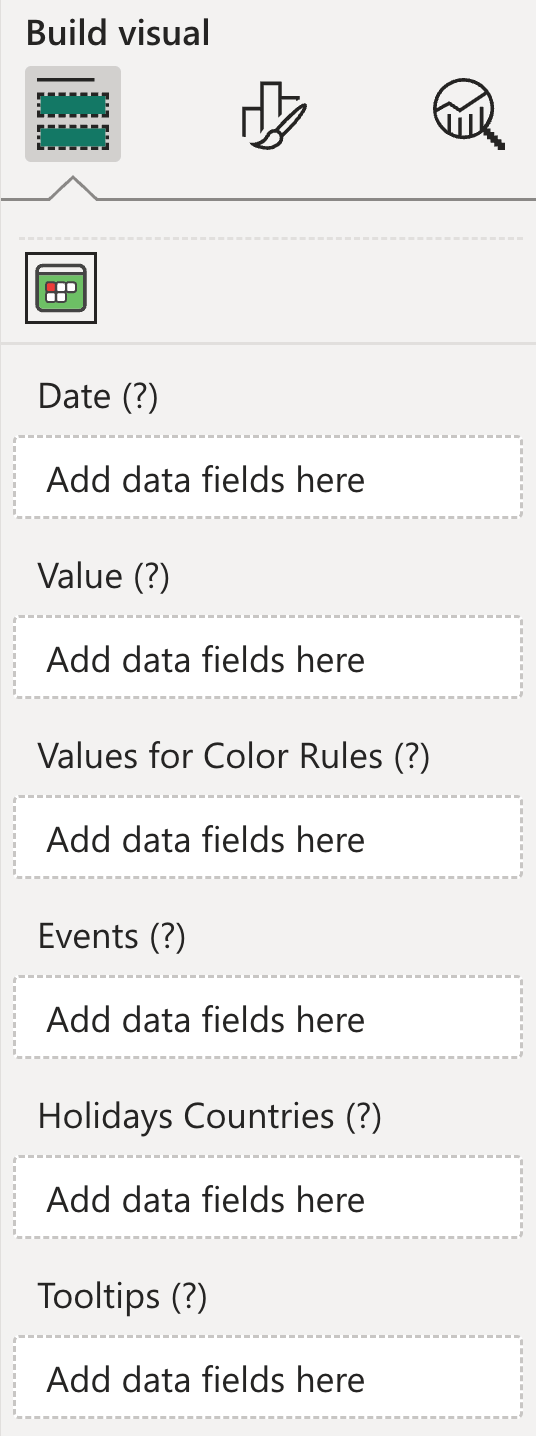 Build visual
Date (?)
Add data fields here
Value (?)
Add data fields here
Values for Color Rules (?)
Add data fields here
Events (?)
Add data fields here
Holidays Countries (?)
Add data fields here
Tooltips (?)
Add data fields here